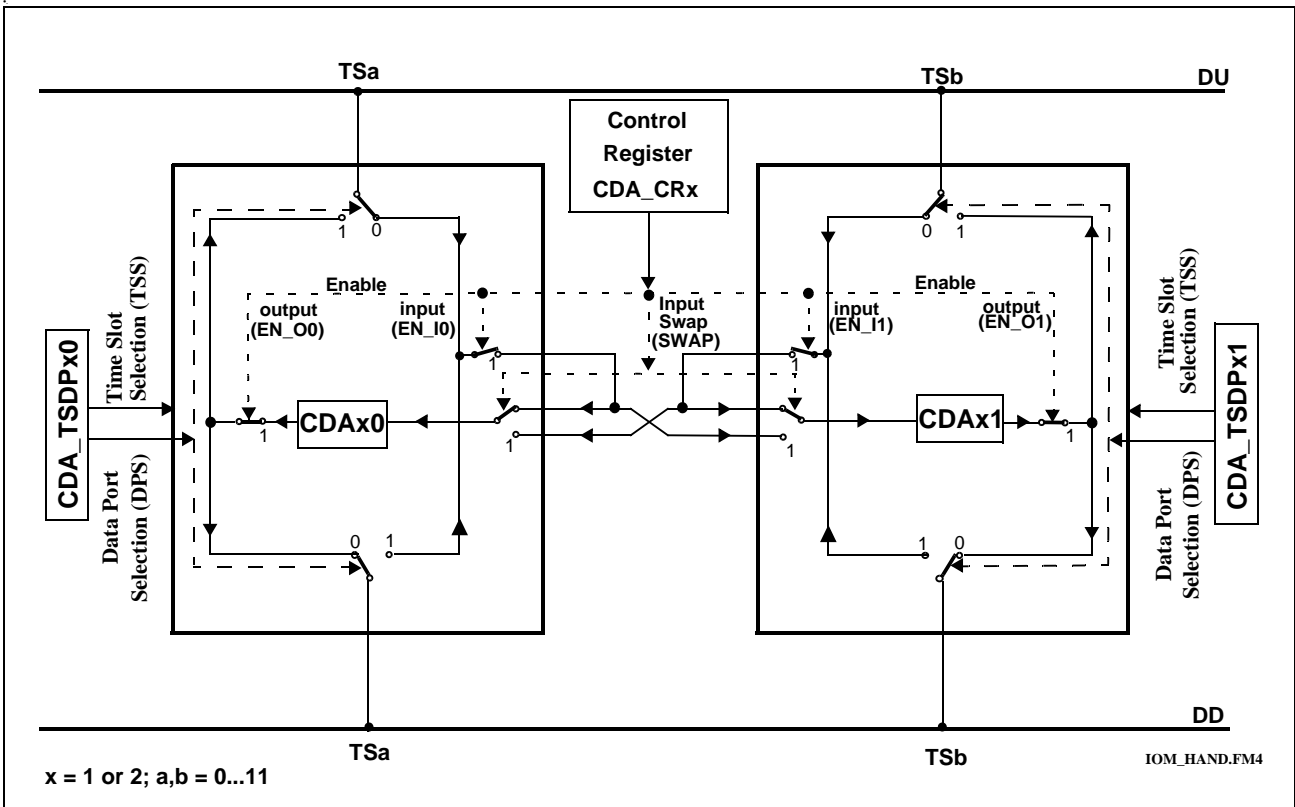 TSa
TSb
DU
Control
Register
CDA_CRx
1
0
0
1
Enable
Enable
output
(EN_O0)
input
(EN_I0)
Input
Swap
(SWAP)
input
(EN_I1)
output
(EN_O1)
Time Slot
Selection (TSS)
Time Slot
Selection (TSS)
CDA_TSDPx0
CDA_TSDPx1
1
1
CDAx0
CDAx1
1
1
1
1
Data Port
Selection (DPS)
Data Port
Selection (DPS)
0
1
1
0
DD
TSa
TSb
IOM_HAND.FM4
x = 1 or 2; a,b = 0...11